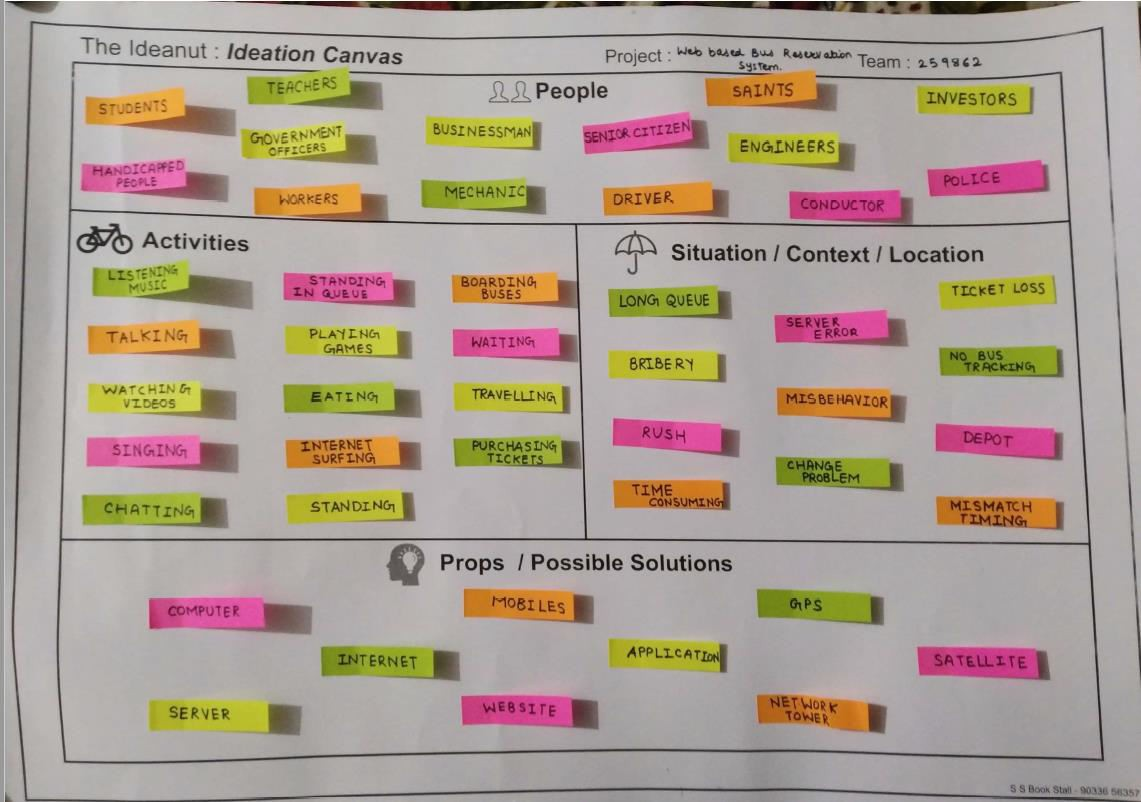 The Ideanut : Ideation Canvas
Project : Web based Bus Reservation System.
Team : 259862
People
STUDENTS
TEACHERS
GOVERNMENT
OFFICERS
HANDICAPPED
PEOPLE
WORKERS
BUSINESSMAN
MECHANIC
SENIOR CITIZEN
DRIVER
SAINTS
ENGINEERS
CONDUCTOR
INVESTORS
POLICE
Activities
LISTENING
MUSIC
TALKING
WATCHING
VIDEOS
SINGING
CHATTING
STANDING
IN QUEUE
PLAYING
GAMES
EATING
INTERNET
SURFING
STANDING
BOARDING
BUSES
WAITING
TRAVELLING
PURCHASING
TICKETS
Situation / Context / Location
LONG QUEUE
BRIBERY
RUSH
TIME
CONSUMING
SERVER
ERROR
MISBEHAVIOR
CHANGE
PROBLEM
TICKET LOSS
NO BUS
TRACKING
DEPOT
MISMATCH
TIMING
Props / Possible Solutions
COMPUTER
SERVER
INTERNET
MOBILES
WEBSITE
APPLICATION
GPS
NETWORK
TOWER
SATELLITE
S S Book Stall - 90336 56357